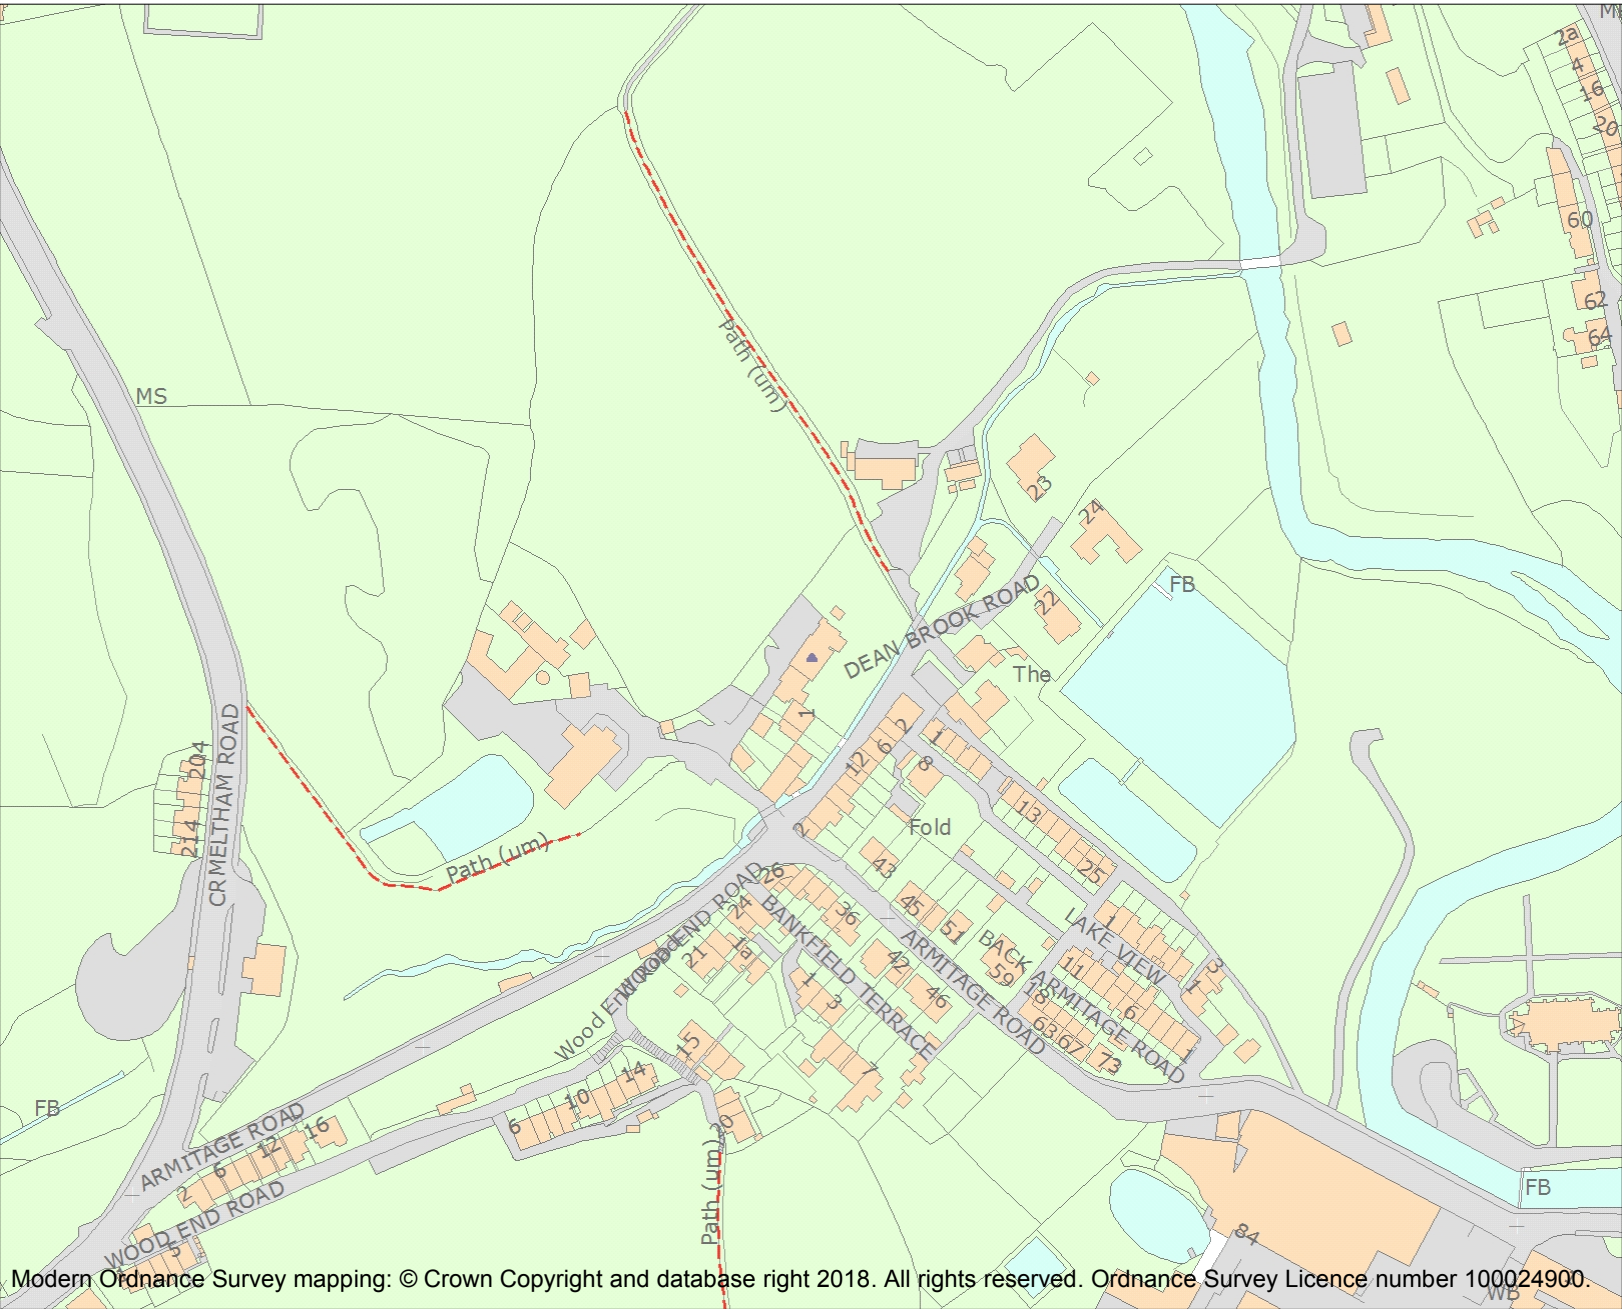 M
2a
4
16
20
60
62
64
MS
Path (um)
23
24
FB
22
DEAN BROOK ROAD
The
1
2
6
12
2
1
8
13
25
Fold
204
214
CRMELTHAM ROAD
Path (um)
43
45
51
26
24
36
42
46
21
1a
1
3
7
15
WOOD END ROAD
Wood End Road
BANKFIELD TERRACE
ARMITAGE ROAD
BACK ARMITAGE ROAD
LAKE VIEW
1
3
1
11
6
1
59
18
63
67
73
14
10
6
20
Path (um)
FB
ARMITAGE ROAD
16
12
6
2
WOOD END ROAD
5
FB
84
WB
Modern Ordnance Survey mapping: © Crown Copyright and database right 2018. All rights reserved. Ordnance Survey Licence number 100024900.